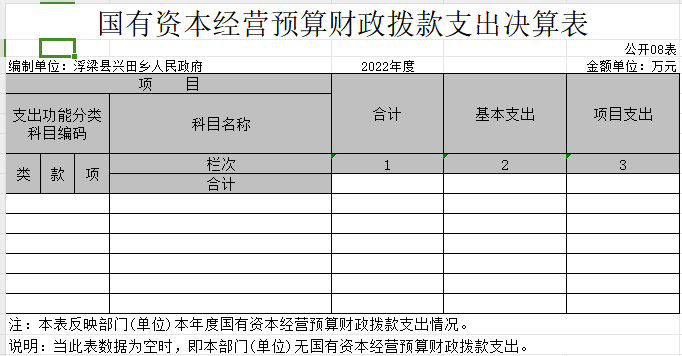 国有资本经营预算财政拨款支出决算表
公开08表
编制单位：浮梁县兴田乡人民政府 2022年度 金额单位：万元
项 目
合计 基本支出 项目支出
支出功能分类
科目编码
科目名称
类 款 项
栏次 1 2 3
合计
注：本表反映部门(单位)本年度国有资本经营预算财政拨款支出情况。
说明：当此表数据为空时，即本部门(单位)无国有资本经营预算财政拨款支出。